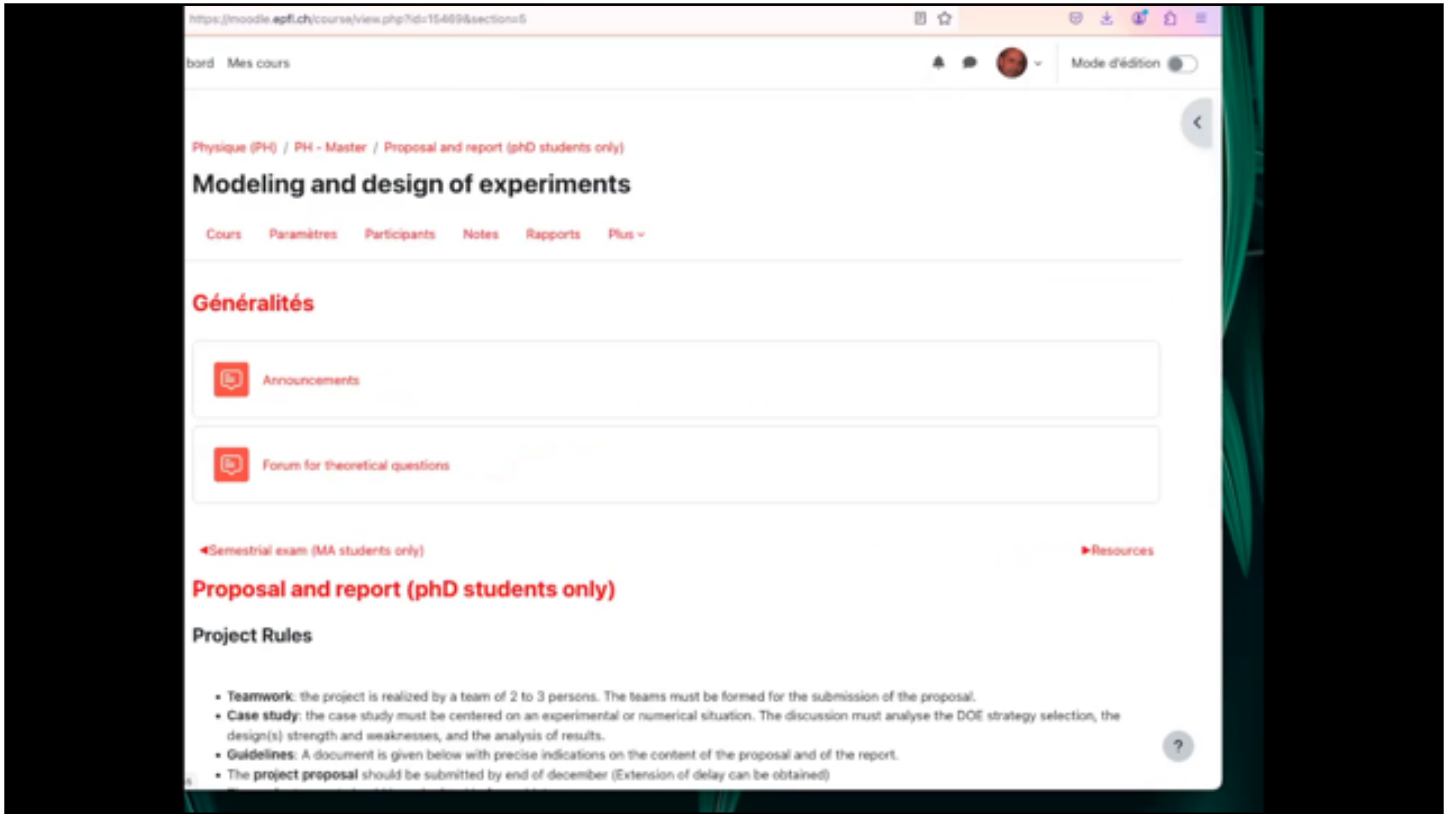 https://moodle.epfl.ch/course/view.php?id=15469&section=5
bord Mes cours
Mode d'édition
Physique (PH) / PH - Master / Proposal and report (phD students only)
Modeling and design of experiments
Cours Paramètres Participants Notes Rapports Plus
Généralités
Announcements
Forum for theoretical questions
◀Semestrial exam (MA students only)
▶Resources
Proposal and report (phD students only)
Project Rules
• Teamwork: the project is realized by a team of 2 to 3 persons. The teams must be formed for the submission of the proposal.
• Case study: the case study must be centered on an experimental or numerical situation. The discussion must analyse the DOE strategy selection, the
design(s) strength and weaknesses, and the analysis of results.
• Guidelines: A document is given below with precise indications on the content of the proposal and of the report.
?
• The project proposal should be submitted by end of december (Extension of delay can be obtained)